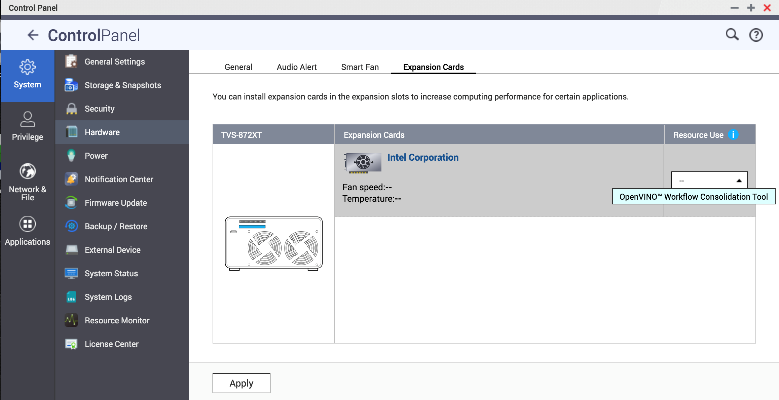 Control Panel
ControlPanel
System
Privilege
Network &
File
Applications
General Settings
Storage & Snapshots
Security
Hardware
Power
Notification Center
Firmware Update
Backup / Restore
External Device
System Status
System Logs
Resource Monitor
License Center
General
Audio Alert
Smart Fan
Expansion Cards
You can install expansion cards in the expansion slots to increase computing performance for certain applications.
TVS-872XT
Expansion Cards
Resource Use
Intel Corporation
Fan speed:--
Temperature:--
--
OpenVINO™ Workflow Consolidation Tool
Apply